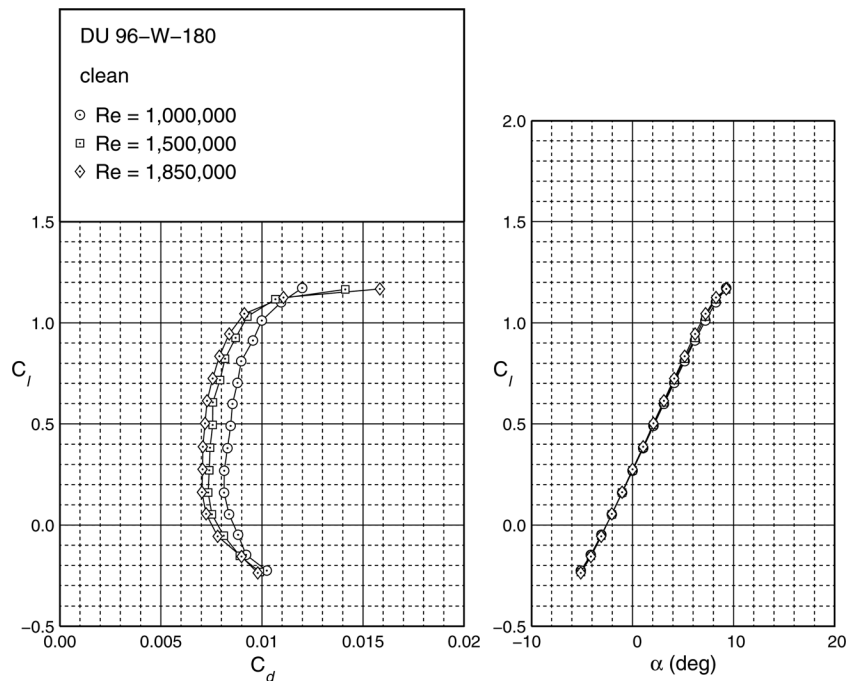 DU 96−W−180
clean
Re = 1,000,000
Re = 1,500,000
Re = 1,850,000
1.5
1.0
C_l
0.5
0.0
−0.5
0.00
0.005
0.01
0.015
0.02
C_d
2.0
1.5
1.0
C_l
0.5
0.0
−0.5
−10
0
10
20
α (deg)